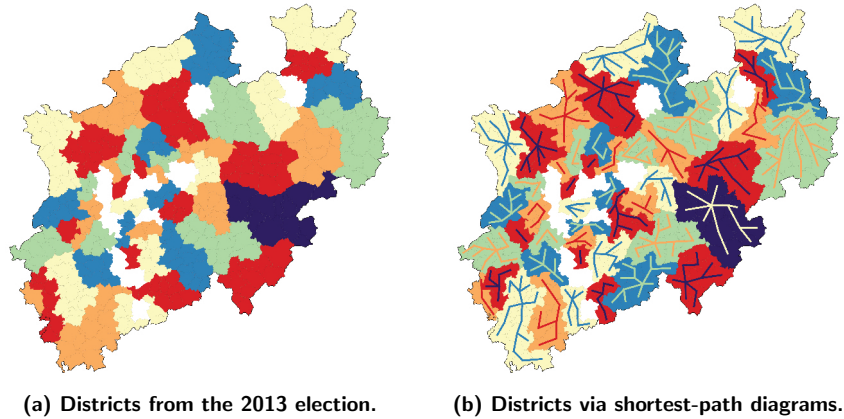 (a) Districts from the 2013 election.
(b) Districts via shortest-path diagrams.